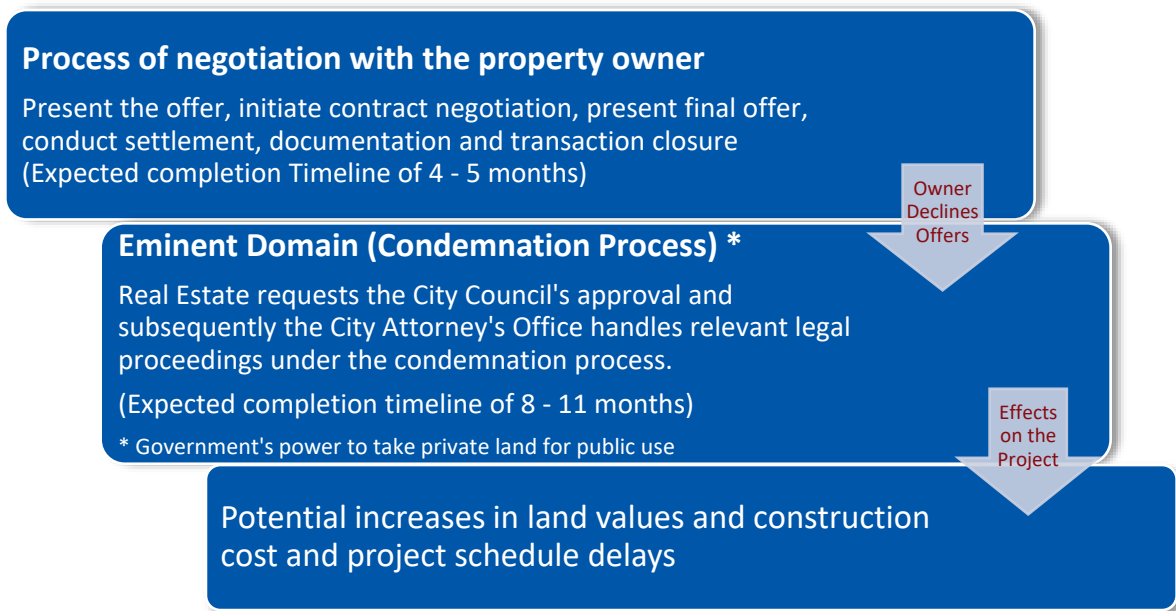 Process of negotiation with the property owner
Present the offer, initiate contract negotiation, present final offer,
conduct settlement, documentation and transaction closure
(Expected completion Timeline of 4 - 5 months)
Owner
Declines
Offers
Eminent Domain (Condemnation Process) *
Real Estate requests the City Council's approval and
subsequently the City Attorney's Office handles relevant legal
proceedings under the condemnation process.
(Expected completion timeline of 8 - 11 months)
* Government's power to take private land for public use
Effects
on the
Project
Potential increases in land values and construction
cost and project schedule delays